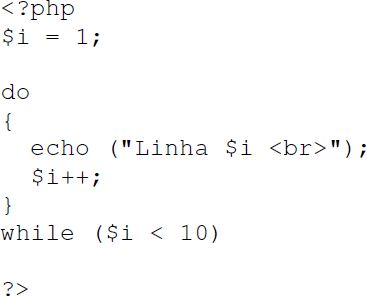 <?php
$i = 1;

do
{
  echo ("Linha $i <br>");
  $i++;
}
while ($i < 10)

?>